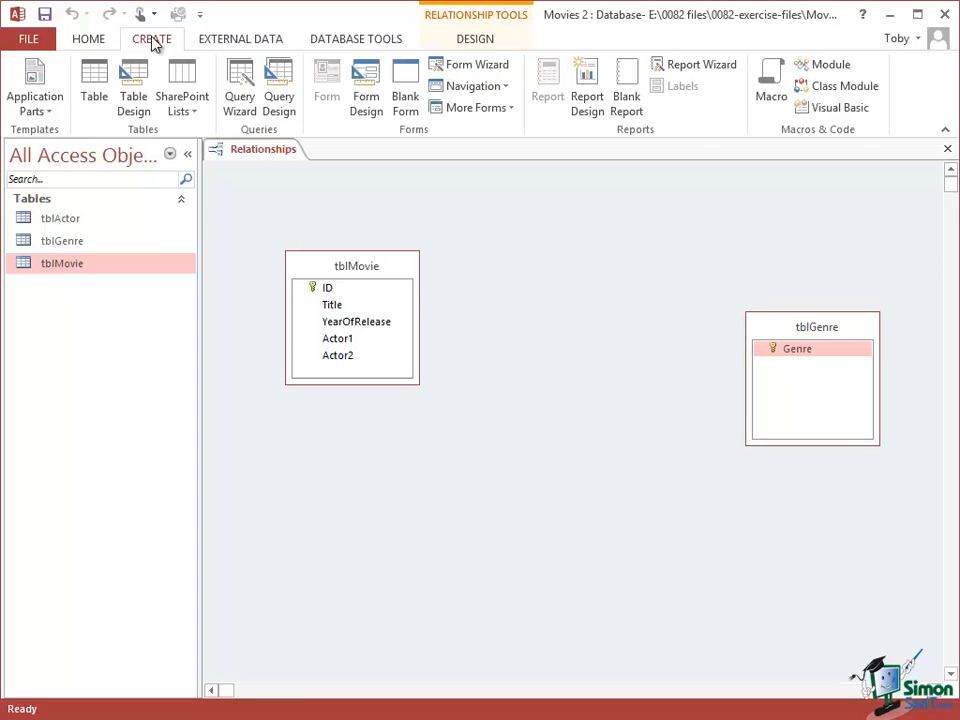 RELATIONSHIP TOOLS
Movies 2 : Database- E:\0082 files\0082-exercise-files\Mov...
?
FILE
HOME
CREATE
EXTERNAL DATA
DATABASE TOOLS
DESIGN
Toby
Application
Parts
Templates
Table
Table
Design
SharePoint
Lists
Tables
Query
Wizard
Query
Design
Queries
Form
Form
Design
Blank
Form
Form Wizard
Navigation
More Forms
Forms
Report
Report
Design
Blank
Report
Report Wizard
Labels
Reports
Macro
Module
Class Module
Visual Basic
Macros & Code
All Access Obje...
Search...
Tables
tblActor
tblGenre
tblMovie
Relationships
tblMovie
ID
Title
YearOfRelease
Actor1
Actor2
tblGenre
Genre
Simon
Ready